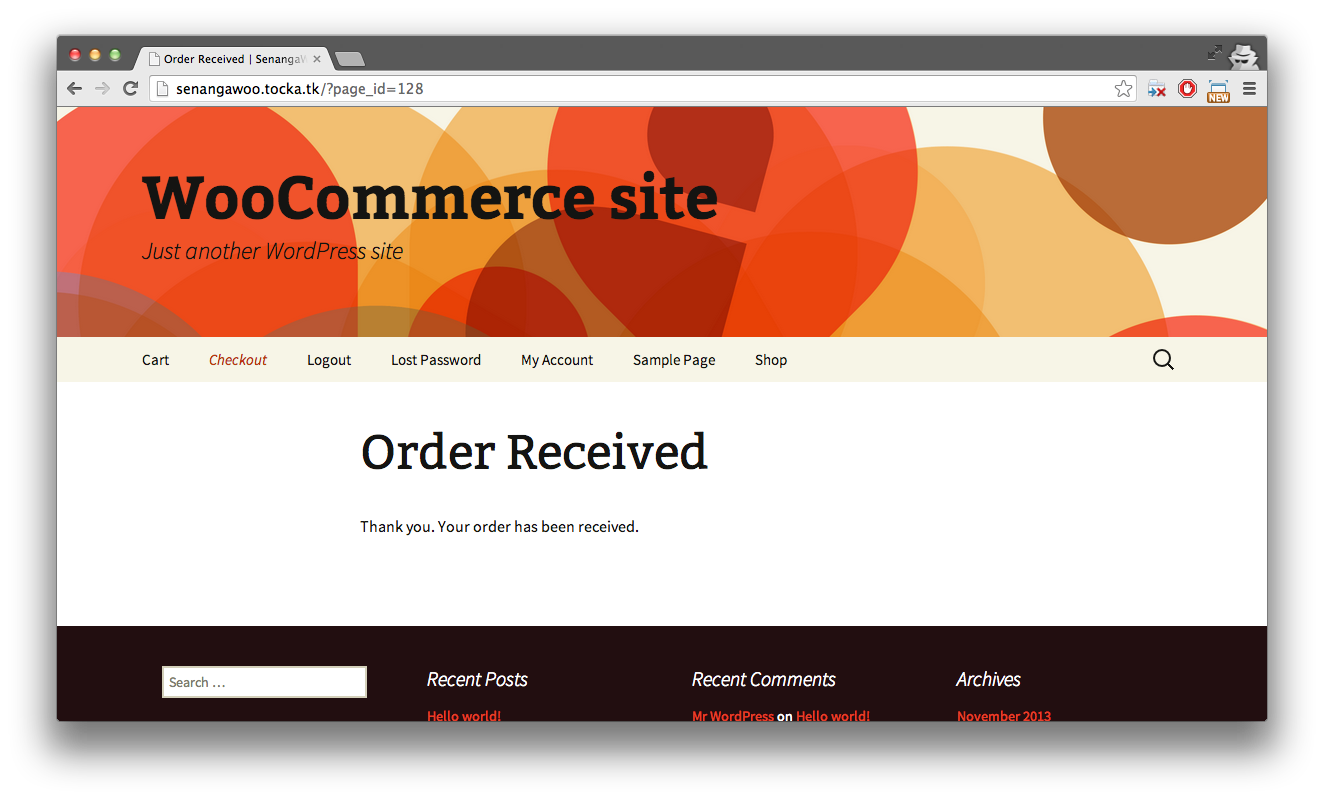 Order Received | SenangaW
senangawoo.tocka.tk/?page_id=128
NEW
WooCommerce site
Just another WordPress site
Cart Checkout Logout Lost Password My Account Sample Page Shop
Order Received
Thank you. Your order has been received.
Search …
Recent Posts
Hello world!
Recent Comments
Mr WordPress on Hello world!
Archives
November 2013